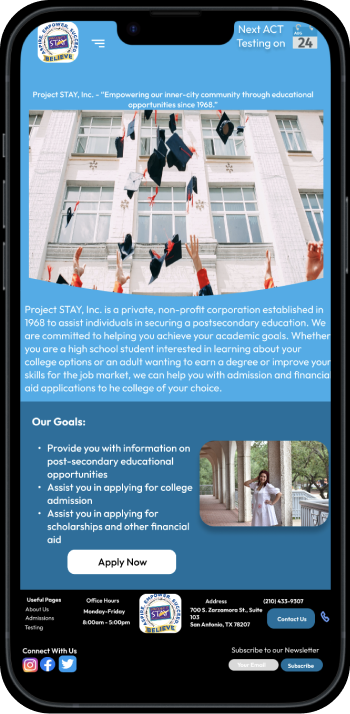 Next ACT
Testing on
AUG
24
ASPIRE, EMPOWER, SUCCEED
STAY
BELIEVE
Project STAY, Inc. - "Empowering our inner-city community through educational
opportunities since 1968."
Project STAY, Inc. is a private, non-profit corporation established in
1968 to assist individuals in securing a postsecondary education. We
are committed to helping you achieve your academic goals. Whether
you are a high school student interested in learning about your
college options or an adult wanting to earn a degree or improve your
skills for the job market, we can help you with admission and financial
aid applications to he college of your choice.
Our Goals:
• Provide you with information on
post-secondary educational
opportunities
• Assist you in applying for college
admission
• Assist you in applying for
scholarships and other financial
aid
Apply Now
Useful Pages
About Us
Admissions
Testing
Office Hours
Monday-Friday
8:00am - 5:00pm
ASPIRE, EMPOWER, SUCCEED
STAY
BELIEVE
Address
700 S. Zarzamora St., Suite
103
San Antonio, TX 78207
(210) 433-9307
Contact Us
Connect With Us
Subscribe to our Newsletter
Your Email
Subscribe